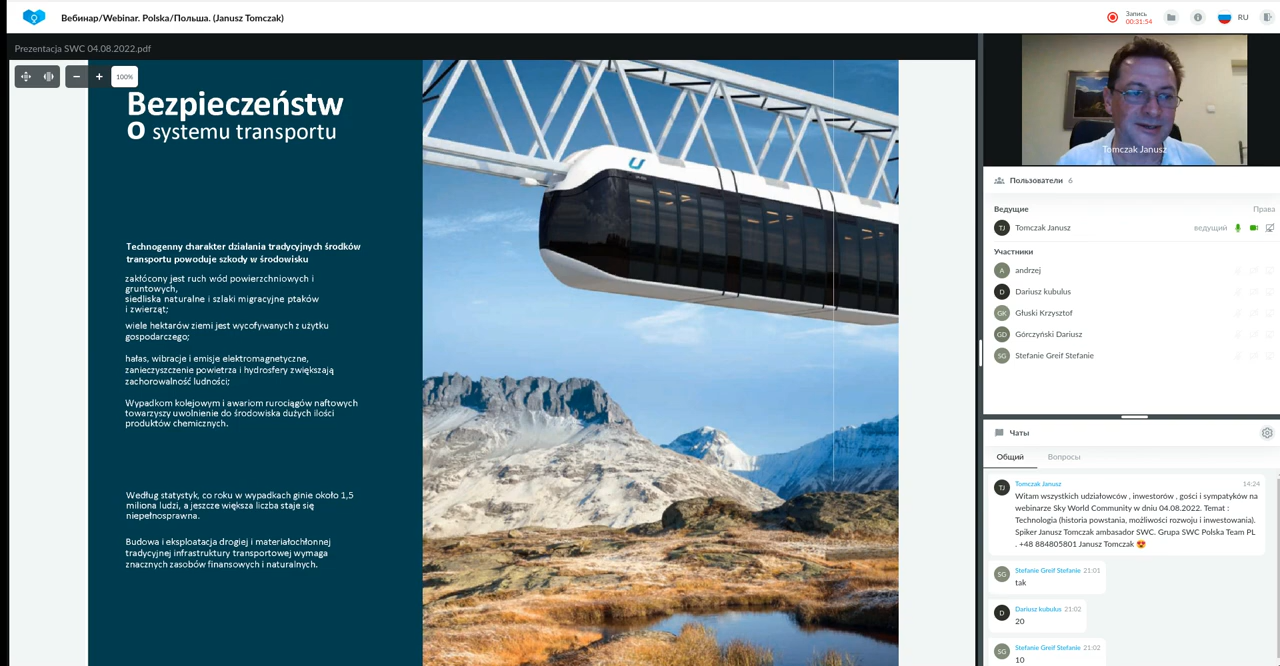 Вебинар/Webinar. Polska/Польша. (Janusz Tomczak)
Запись
00:31:54
RU
Prezentacja SWC 04.08.2022.pdf
100%
Bezpieczeństw
o systemu transportu
Technogenny charakter działania tradycyjnych środków
transportu powoduje szkody w środowisku
zakłócony jest ruch wód powierzchniowych i
gruntowych,
siedliska naturalne i szlaki migracyjne ptaków
i zwierząt;
wiele hektarów ziemi jest wycofywanych z użytku
gospodarczego;
hałas, wibracje i emisje elektromagnetyczne,
zanieczyszczenie powietrza i hydrosfery zwiększają
zachorowalność ludności;
Wypadkom kolejowym i awariom rurociągów naftowych
towarzyszy uwolnienie do środowiska dużych ilości
produktów chemicznych.
Według statystyk, co roku w wypadkach ginie około 1,5
miliona ludzi, a jeszcze większa liczba staje się
niepełnosprawna.
Budowa i eksploatacja drogiej i materiałochłonnej
tradycyjnej infrastruktury transportowej wymaga
znacznych zasobów finansowych i naturalnych.
Tomczak Janusz
Пользователи 6
Ведущие Права
TJ Tomczak Janusz ведущий
Участники
A andrzej
D Dariusz kubulus
GK Głuski Krzysztof
GD Górczyński Dariusz
SG Stefanie Greif Stefanie
Чаты
Общий Вопросы
TJ Tomczak Janusz 14:24
Witam wszystkich udziałowców , inwestorów , gości i sympatyków na
webinarze Sky World Community w dniu 04.08.2022. Temat :
Technologia (historia powstania, możliwości rozwoju i inwestowania).
Spiker Janusz Tomczak ambasador SWC. Grupa SWC Polska Team PL
. +48 884805801 Janusz Tomczak 😍
SG Stefanie Greif Stefanie 21:01
tak
D Dariusz kubulus 21:02
20
SG Stefanie Greif Stefanie 21:02
10